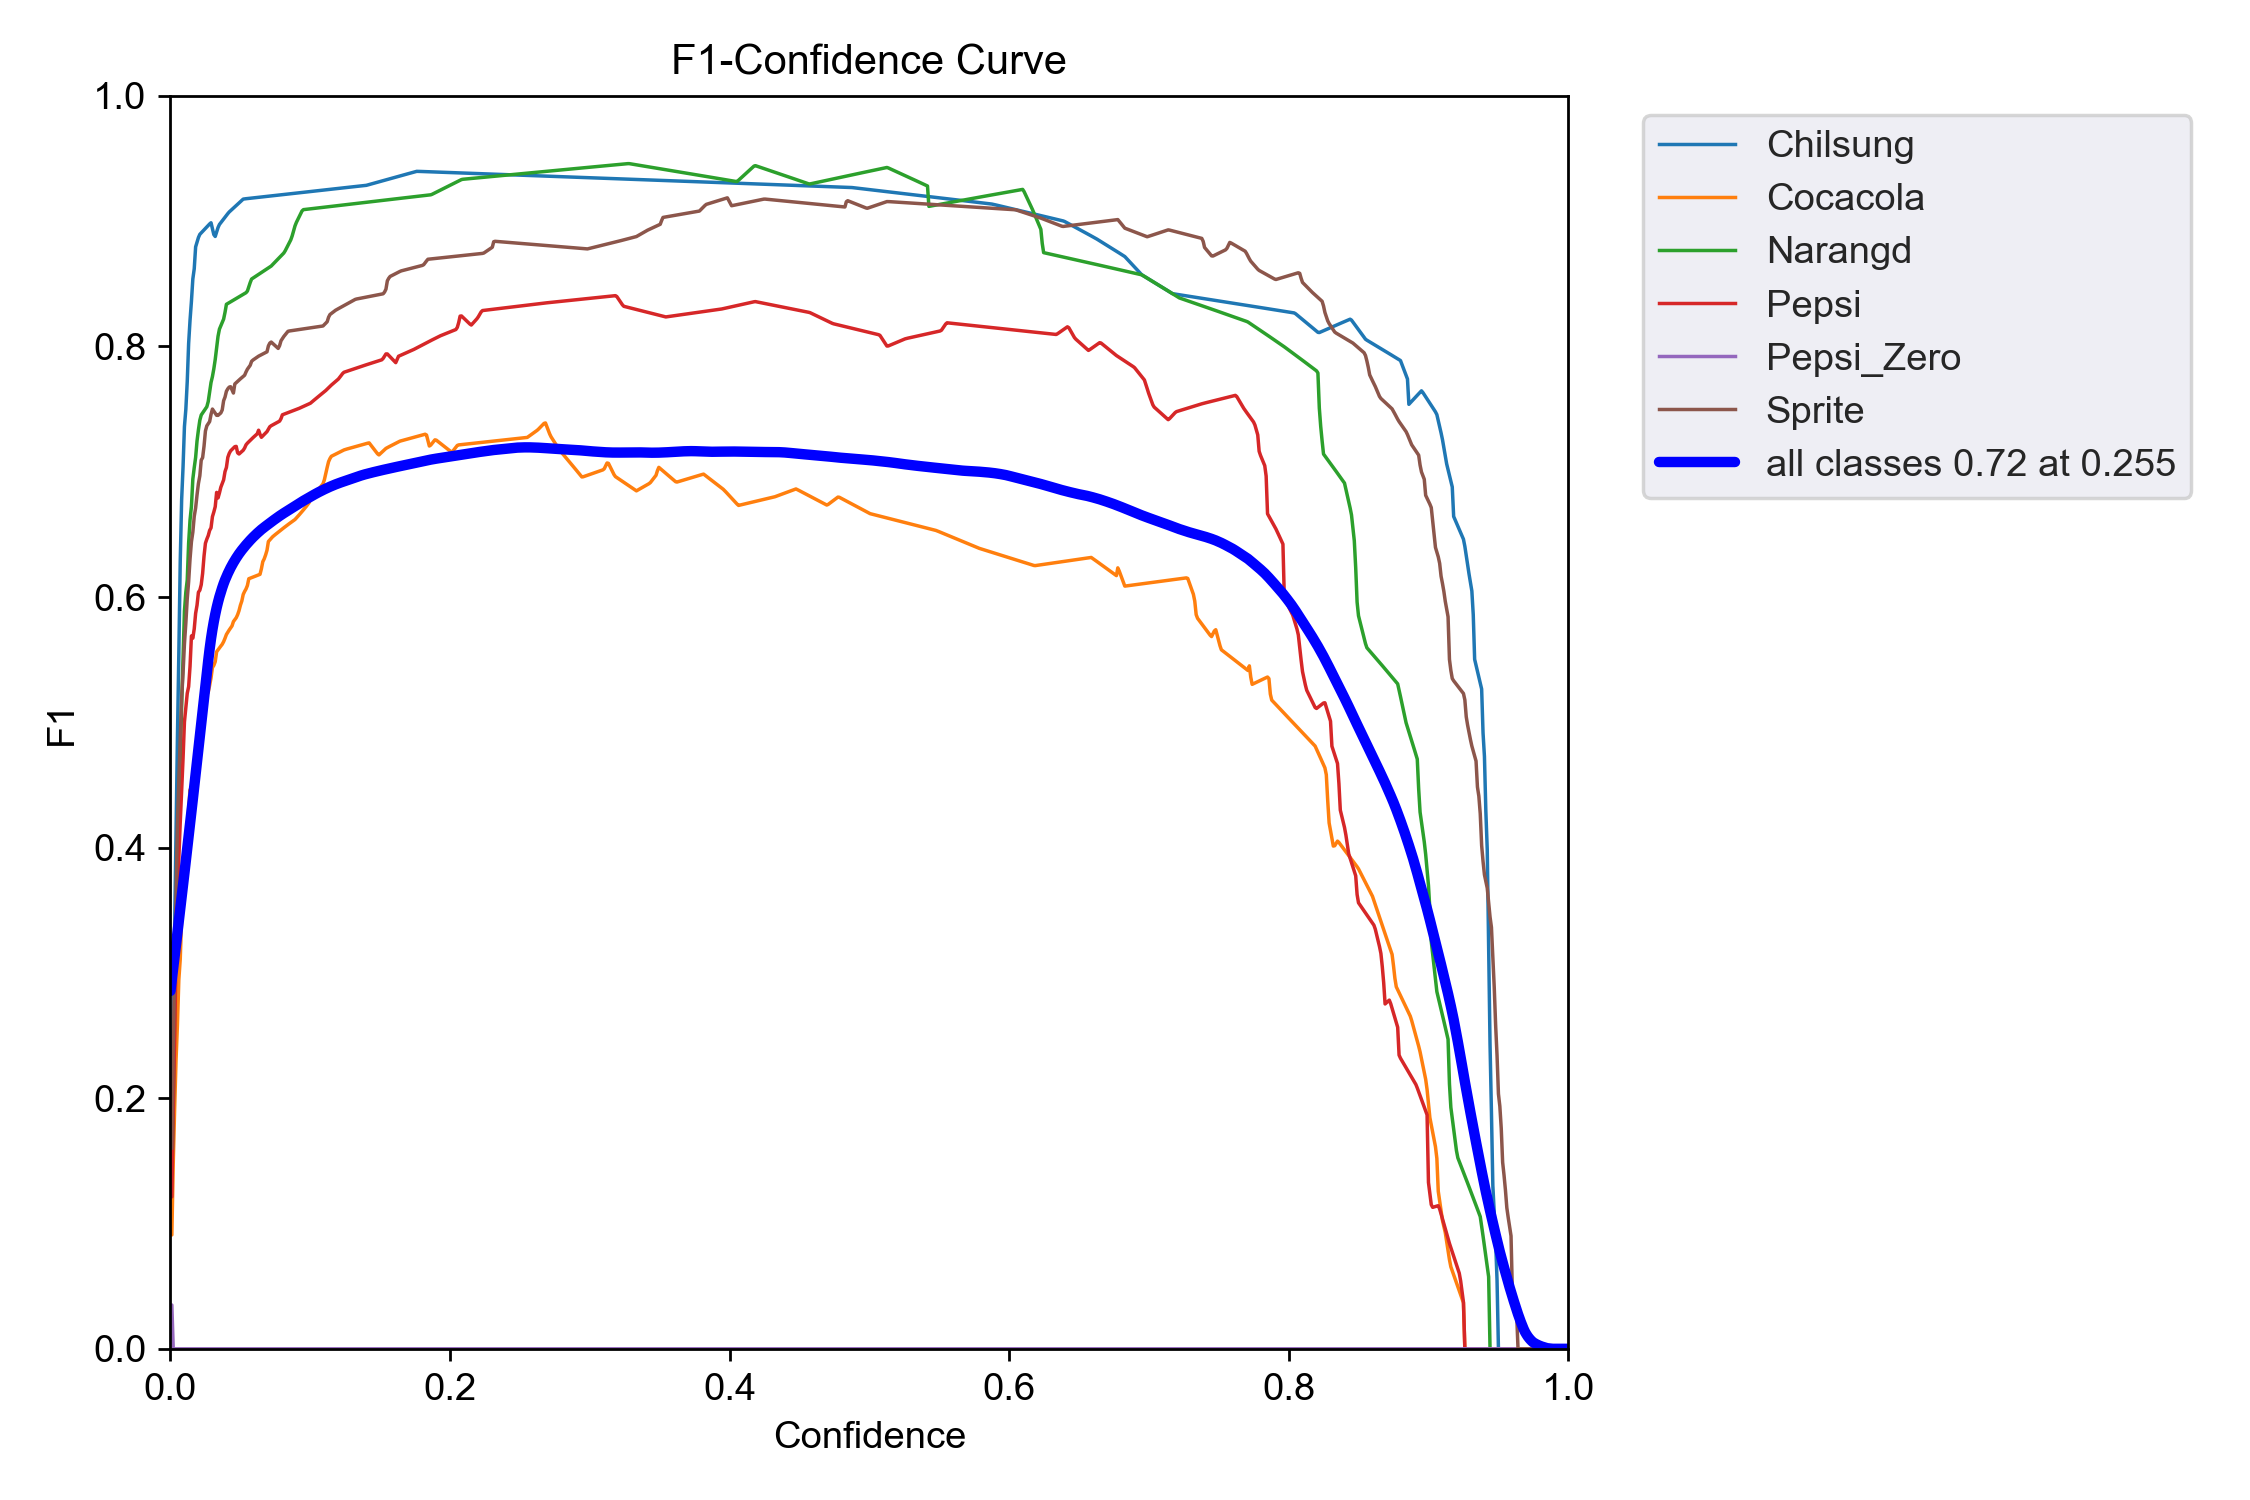 F1-Confidence Curve
1.0
0.8
0.6
0.4
0.2
0.0
F1
0.0 0.2 0.4 0.6 0.8 1.0
Confidence
Chilsung
Cocacola
Narangd
Pepsi
Pepsi_Zero
Sprite
all classes 0.72 at 0.255